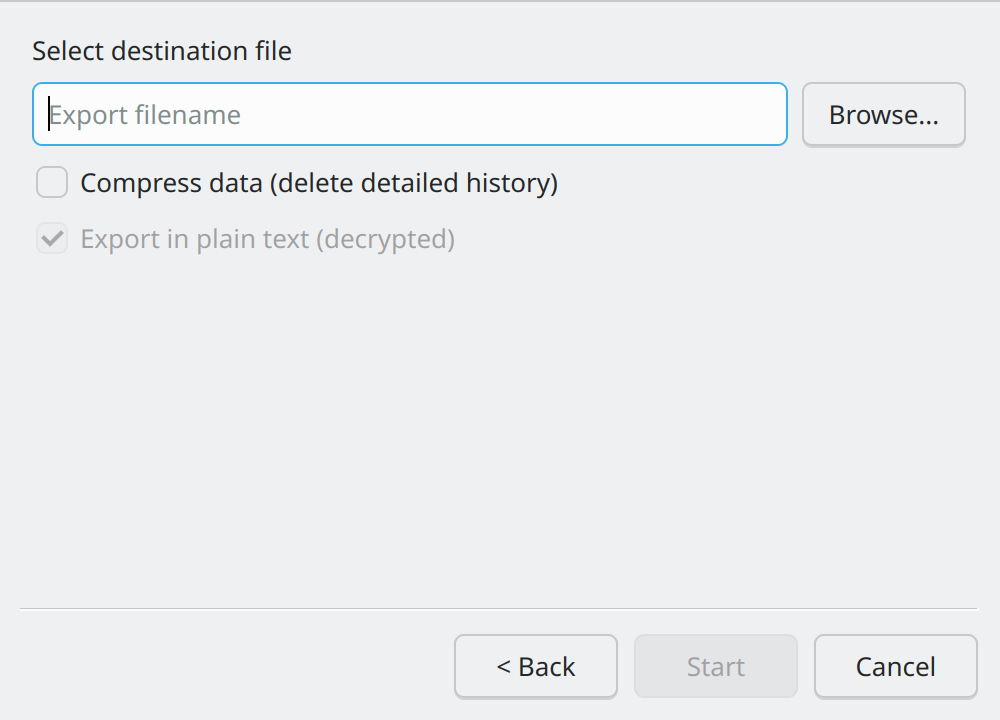 Select destination file
Export filename
Browse...
Compress data (delete detailed history)
Export in plain text (decrypted)
< Back
Start
Cancel